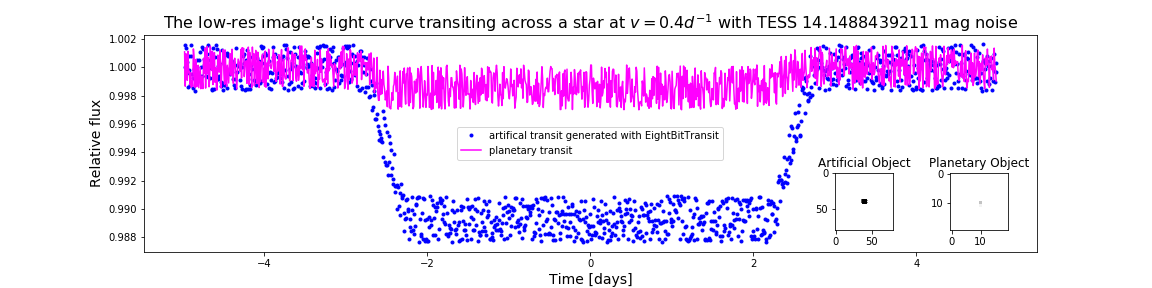 The low-res image's light curve transiting across a star at v = 0.4d⁻¹ with TESS 14.1488439211 mag noise
1.002
1.000
0.998
0.996
0.994
0.992
0.990
0.988
Relative flux
artifical transit generated with EightBitTransit
planetary transit
Artificial Object
0
50
0 50
Planetary Object
0
10
0 10
−4 −2 0 2 4
Time [days]